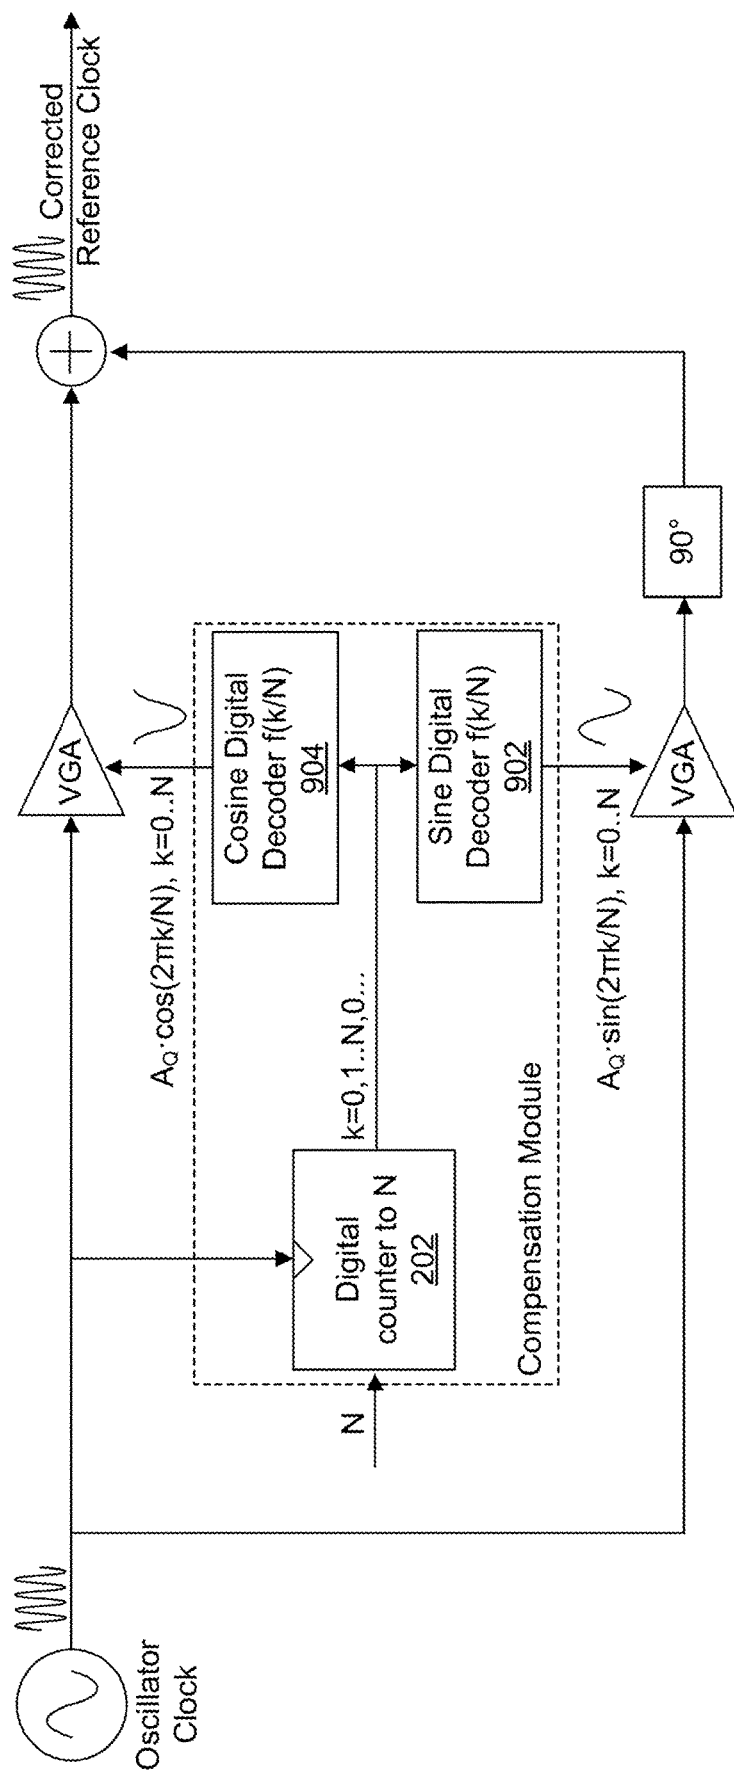 Oscillator
Clock
N
Digital
counter to N
202
k=0,1..N,0...
Compensation Module
A_Q·cos(2πk/N), k=0..N
VGA
Cosine Digital
Decoder f(k/N)
904
Sine Digital
Decoder f(k/N)
902
A_Q·sin(2πk/N), k=0..N
VGA
90°
+
Corrected
Reference Clock